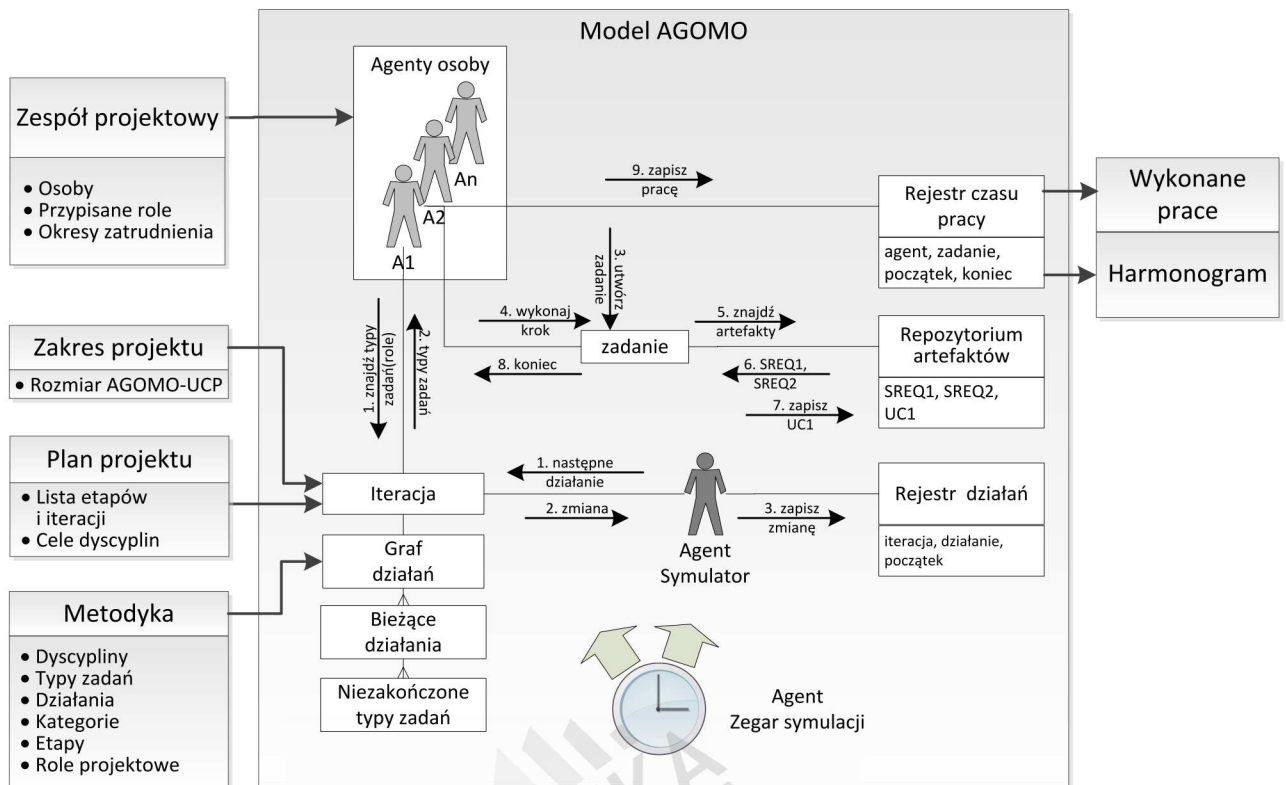 Model AGOMO
Zespół projektowy
• Osoby
• Przypisane role
• Okresy zatrudnienia
Zakres projektu
• Rozmiar AGOMO-UCP
Plan projektu
• Lista etapów
i iteracji
• Cele dyscyplin
Metodyka
• Dyscypliny
• Typy zadań
• Działania
• Kategorie
• Etapy
• Role projektowe
Agenty osoby
An
A2
A1
9. zapisz
pracę
3. utwórz
zadanie
4. wykonaj
krok
zadanie
8. koniec
5. znajdź
artefakty
6. SREQ1,
SREQ2
7. zapisz
UC1
1. znajdź typy
zadań(role)
2. typy zadań
Iteracja
Graf
działań
Bieżące
działania
Niezakończone
typy zadań
1. następne
działanie
2. zmiana
3. zapisz
zmianę
Agent
Symulator
Agent
Zegar symulacji
Rejestr czasu
pracy
agent, zadanie,
początek, koniec
Repozytorium
artefaktów
SREQ1, SREQ2,
UC1
Rejestr działań
iteracja, działanie,
początek
Wykonane
prace
Harmonogram